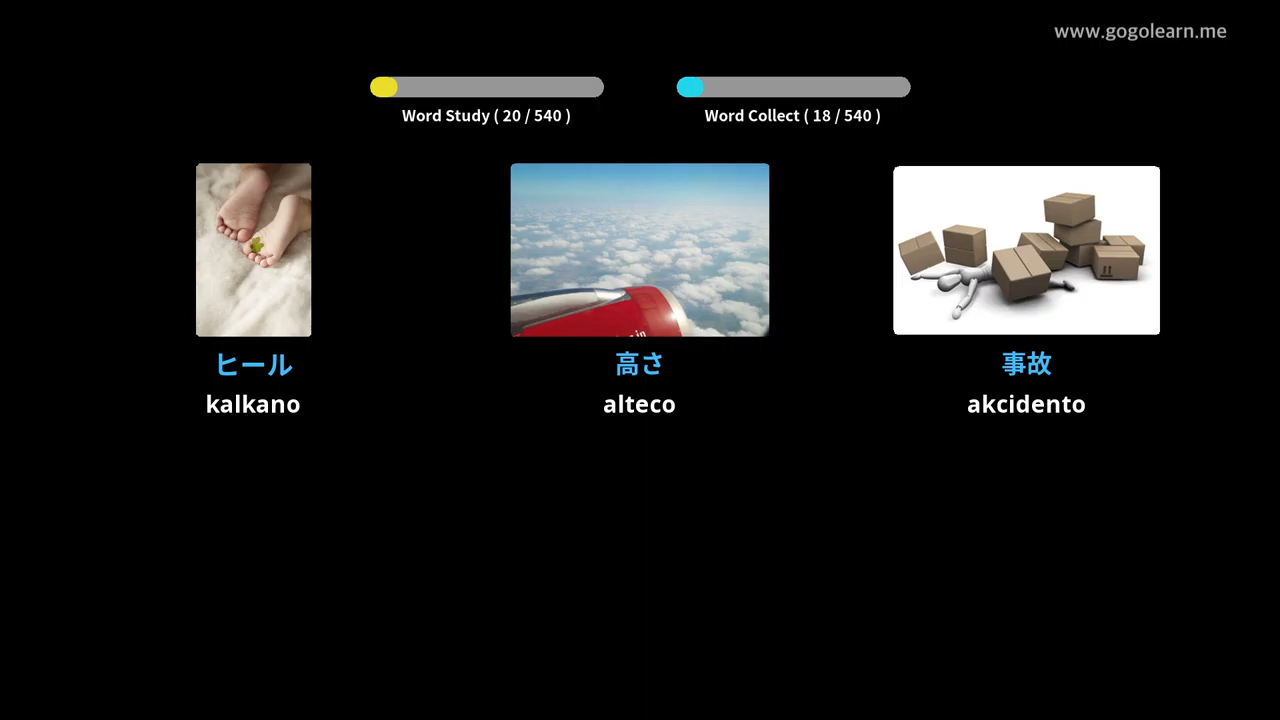 www.gogolearn.me
Word Study ( 20 / 540 )
Word Collect ( 18 / 540 )
ヒール
高さ
事故
kalkano
alteco
akcidento